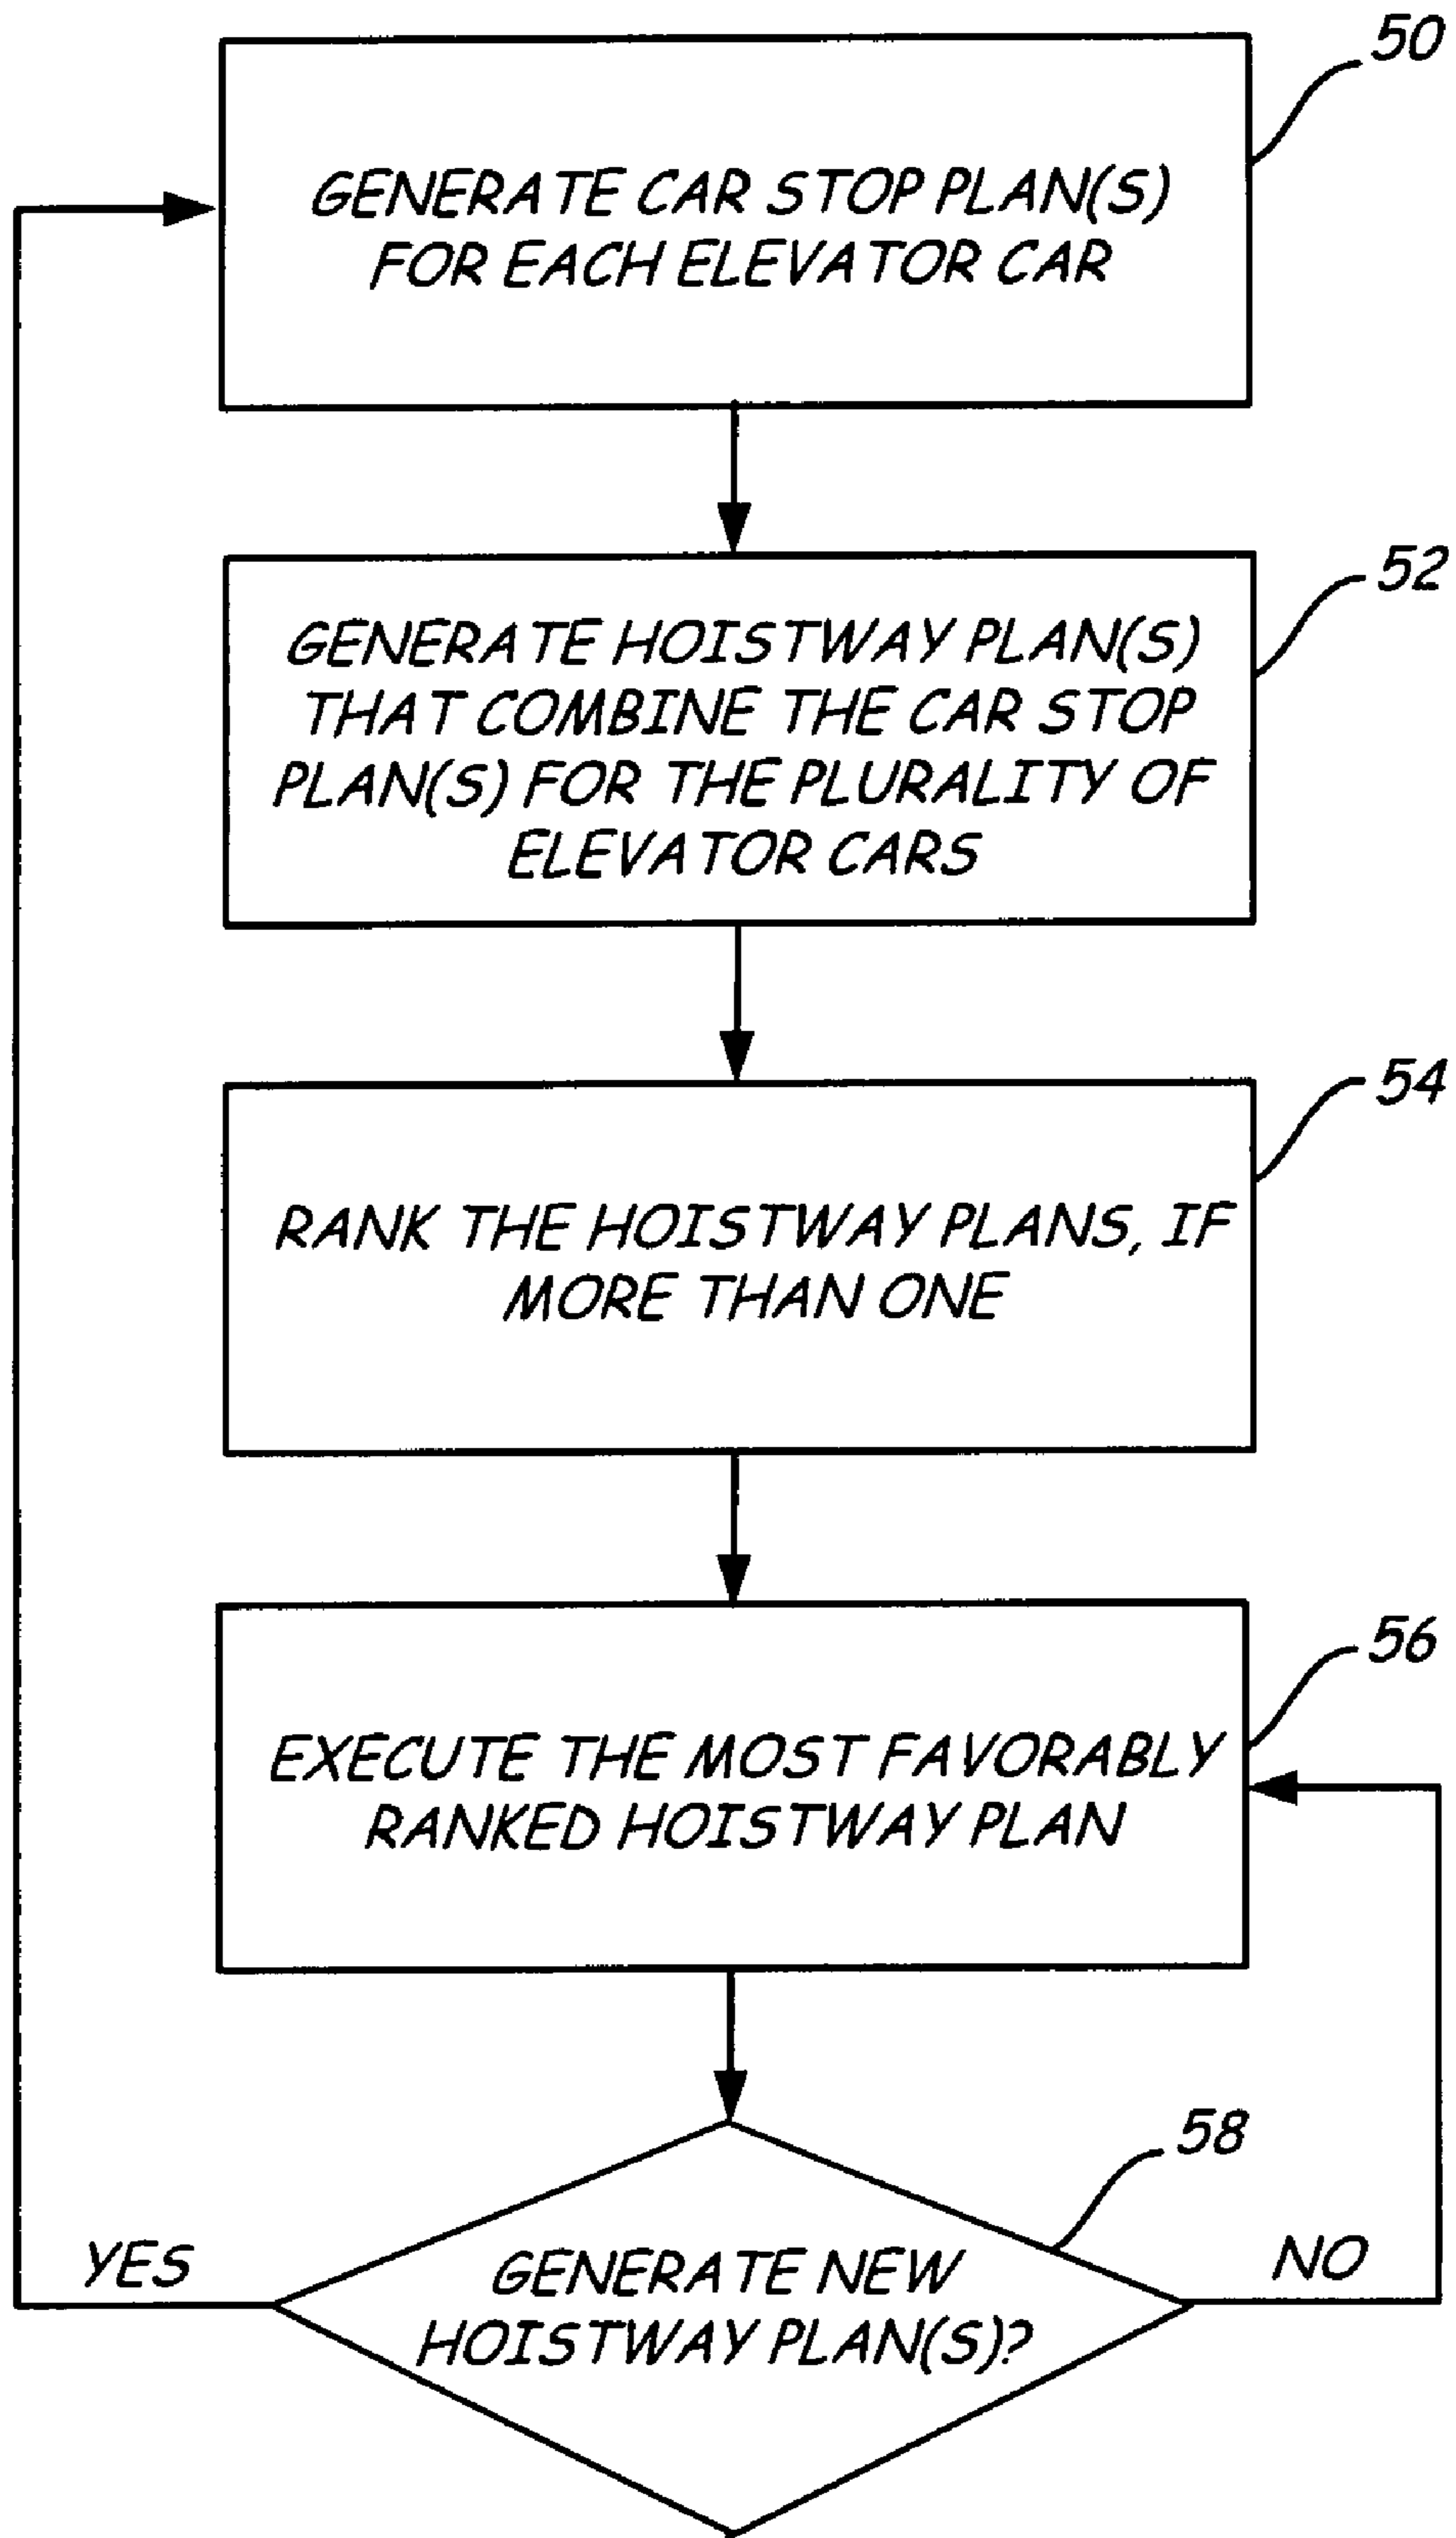 50
GENERATE CAR STOP PLAN(S)
FOR EACH ELEVATOR CAR
52
GENERATE HOISTWAY PLAN(S)
THAT COMBINE THE CAR STOP
PLAN(S) FOR THE PLURALITY OF
ELEVATOR CARS
54
RANK THE HOISTWAY PLANS, IF
MORE THAN ONE
56
EXECUTE THE MOST FAVORABLY
RANKED HOISTWAY PLAN
58
YES
NO
GENERATE NEW
HOISTWAY PLAN(S)?